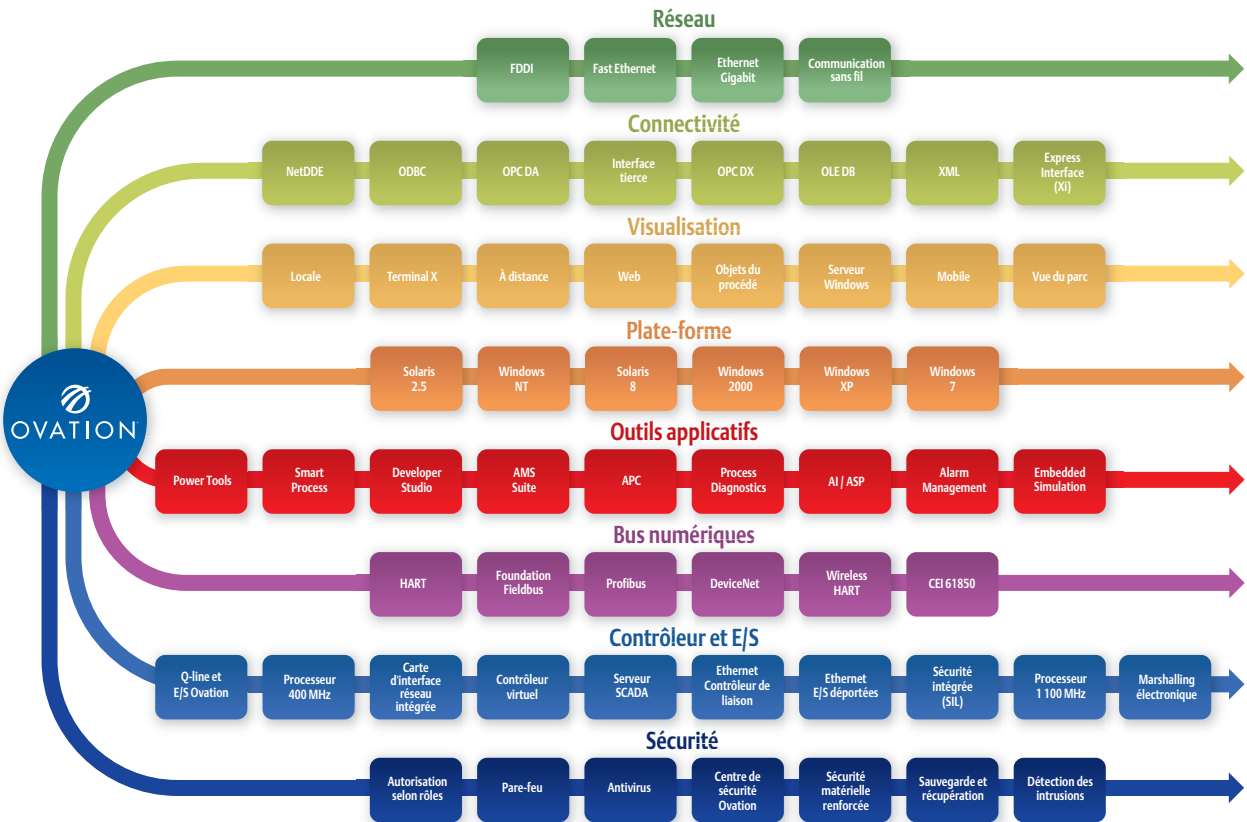 Réseau
FDDI
Fast Ethernet
Ethernet
Gigabit
Communication
sans fil
Connectivité
NetDDE
ODBC
OPC DA
Interface
tierce
OPC DX
OLE DB
XML
Express
Interface
(Xi)
Visualisation
Locale
Terminal X
À distance
Web
Objets du
procédé
Serveur
Windows
Mobile
Vue du parc
Plate-forme
Solaris
2.5
Windows
NT
Solaris
8
Windows
2000
Windows
XP
Windows
7
OVATION
Outils applicatifs
Power Tools
Smart
Process
Developer
Studio
AMS
Suite
APC
Process
Diagnostics
AI / ASP
Alarm
Management
Embedded
Simulation
Bus numériques
HART
Foundation
Fieldbus
Profibus
DeviceNet
Wireless
HART
CEI 61850
Contrôleur et E/S
Q-line et
E/S Ovation
Processeur
400 MHz
Carte
d'interface
réseau
intégrée
Contrôleur
virtuel
Serveur
SCADA
Ethernet
Contrôleur de
liaison
Ethernet
E/S déportées
Sécurité
intégrée
(SIL)
Processeur
1 100 MHz
Marshalling
électronique
Sécurité
Autorisation
selon rôles
Pare-feu
Antivirus
Centre de
sécurité
Ovation
Sécurité
matérielle
renforcée
Sauvegarde et
récupération
Détection des
intrusions